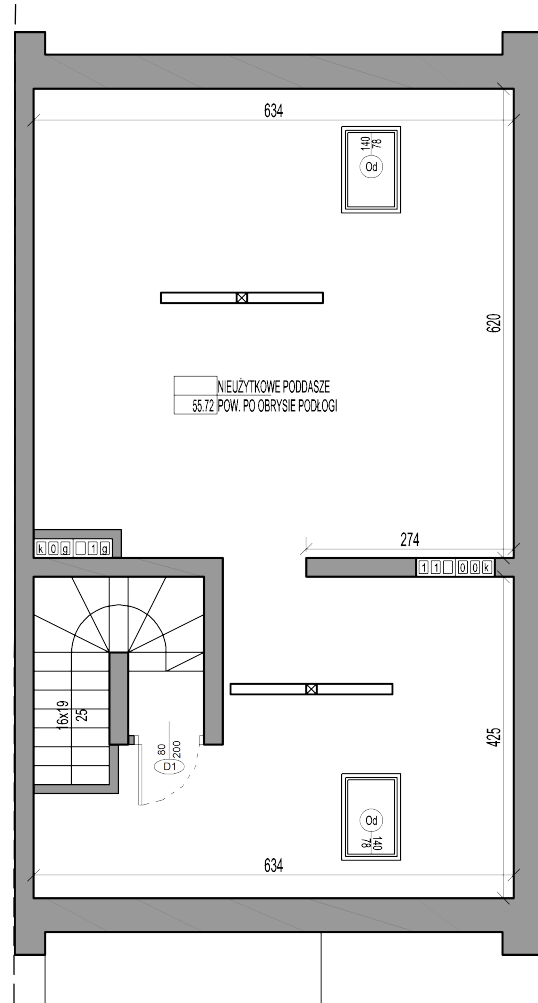 634
140
78
Od
620
NIEUŻYTKOWE PODDASZE
55.72 POW. PO OBRYSIE PODŁOGI
274
k 0 g 1 g
1 1 0 0 k
16x19
25
80
200
D1
425
Od
140
78
634